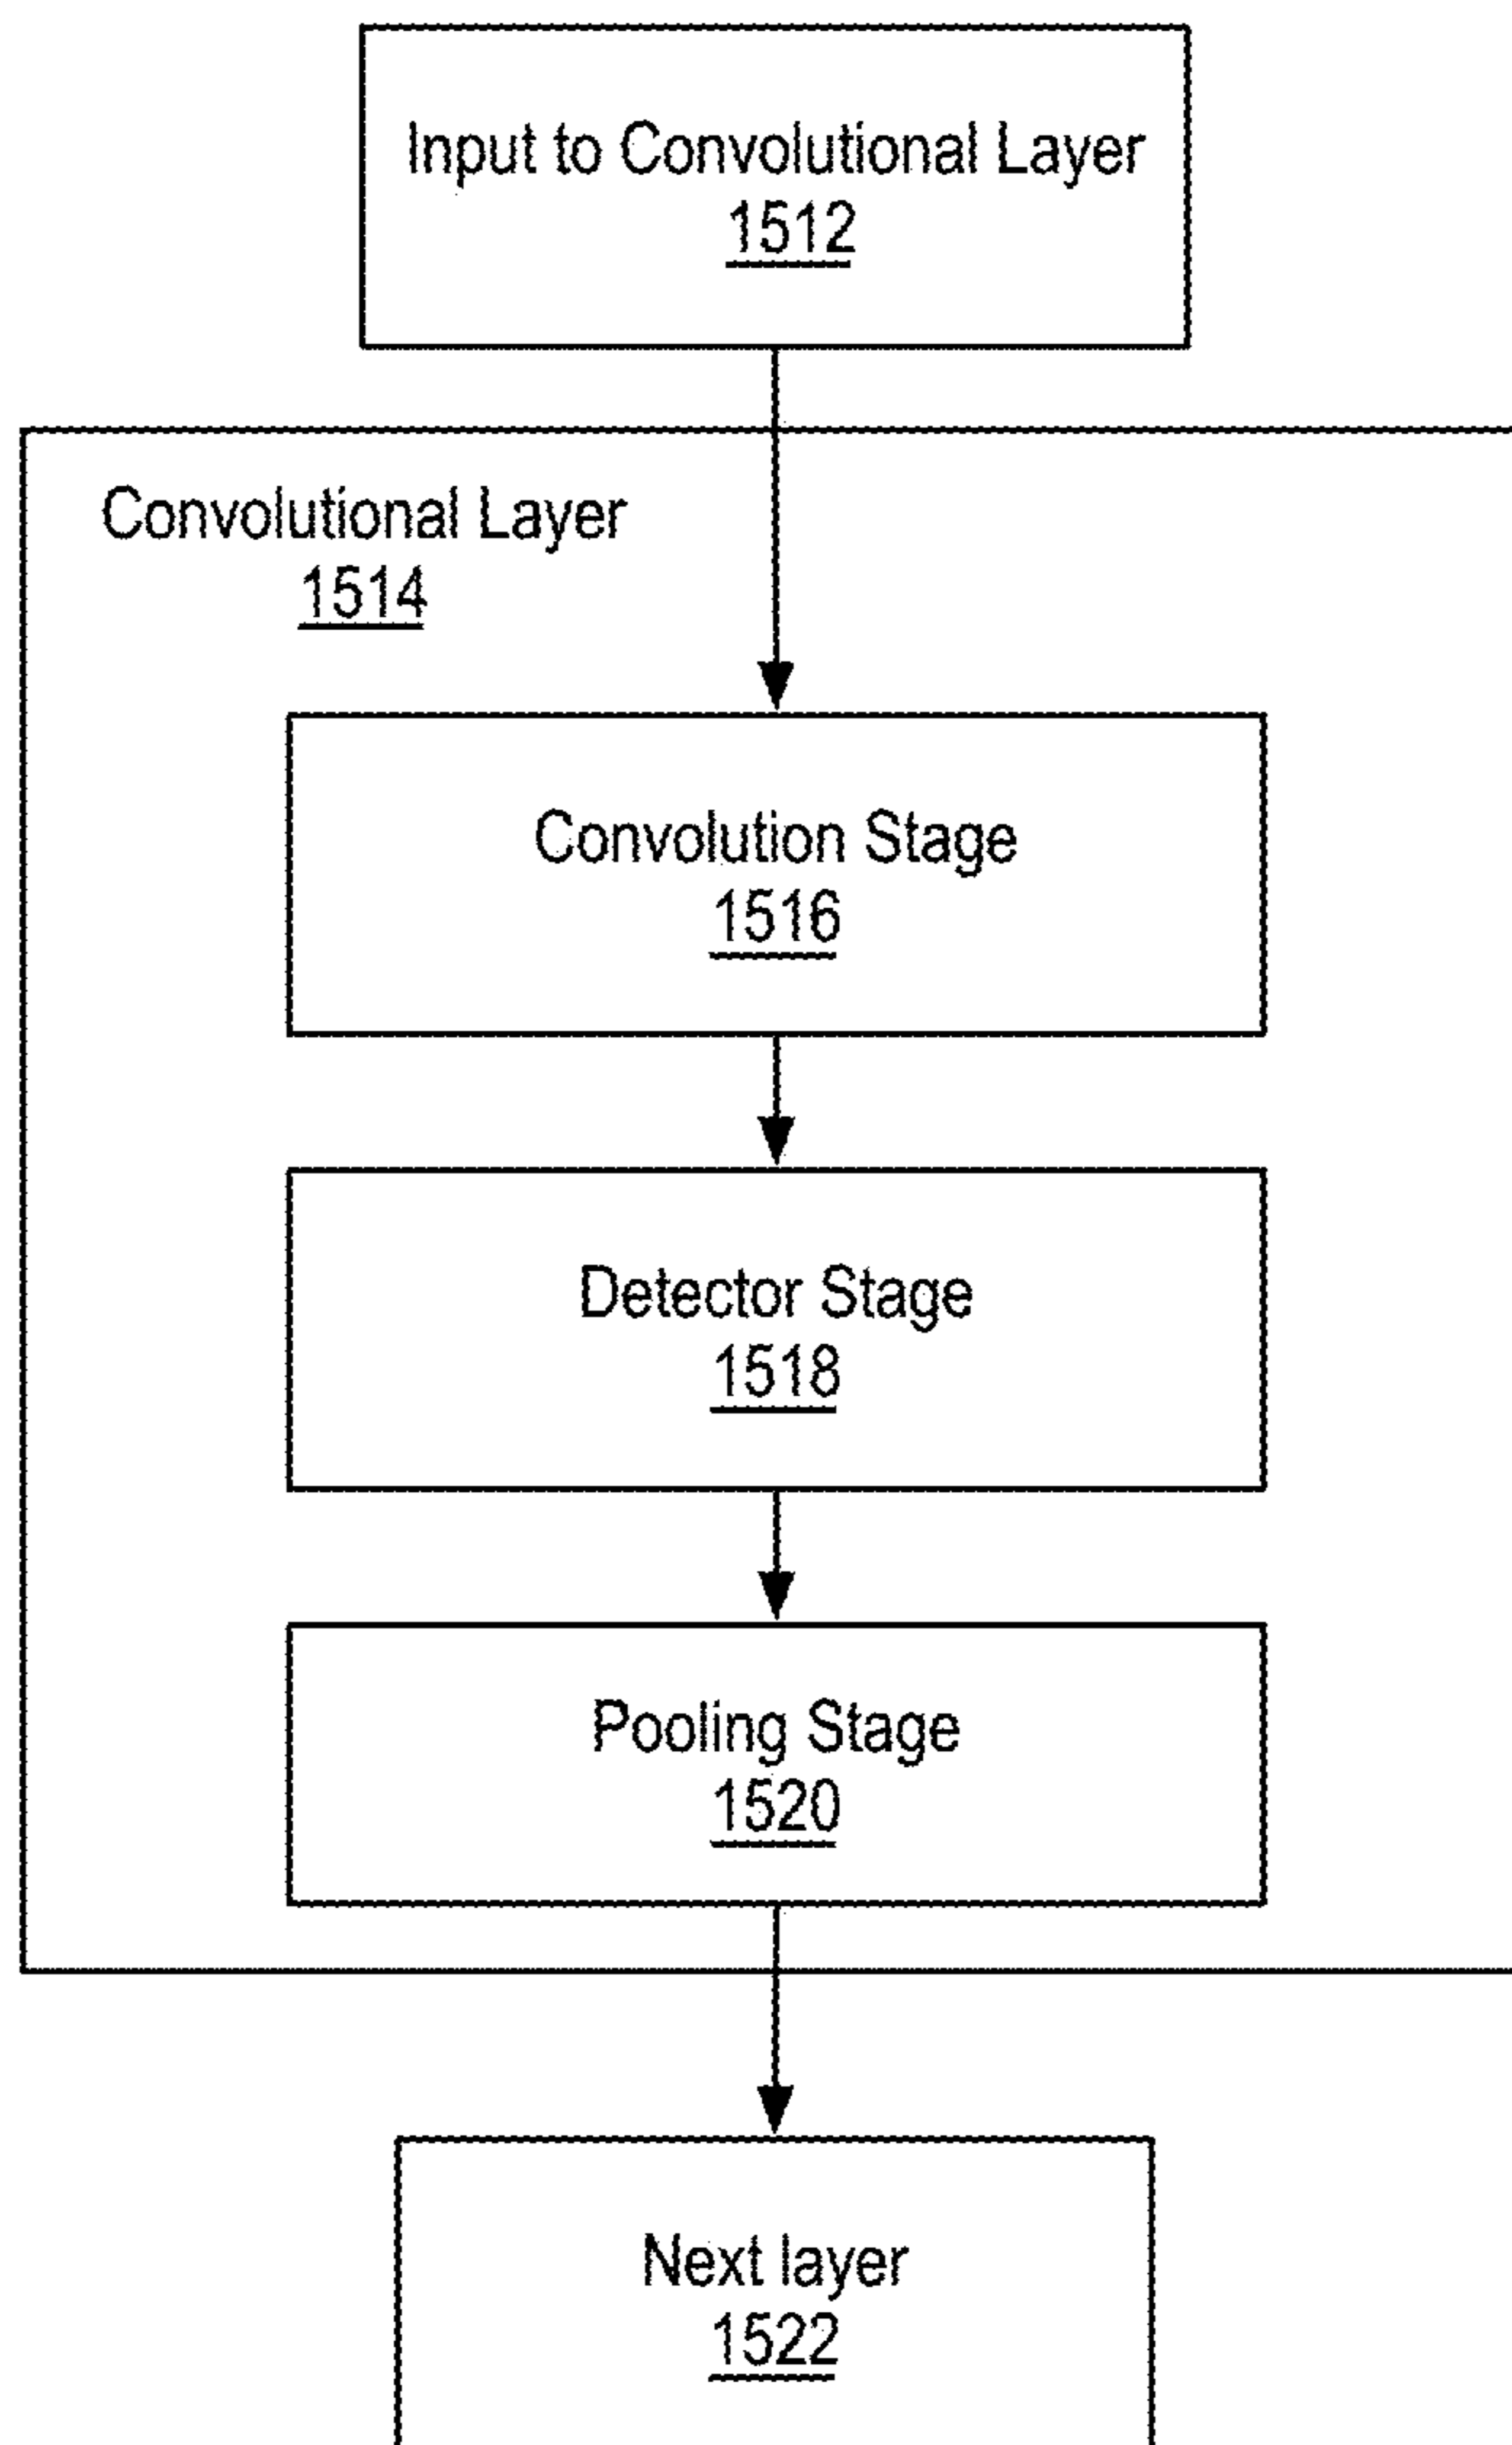 Input to Convolutional Layer
1512
Convolutional Layer
1514
Convolution Stage
1516
Detector Stage
1518
Pooling Stage
1520
Next layer
1522